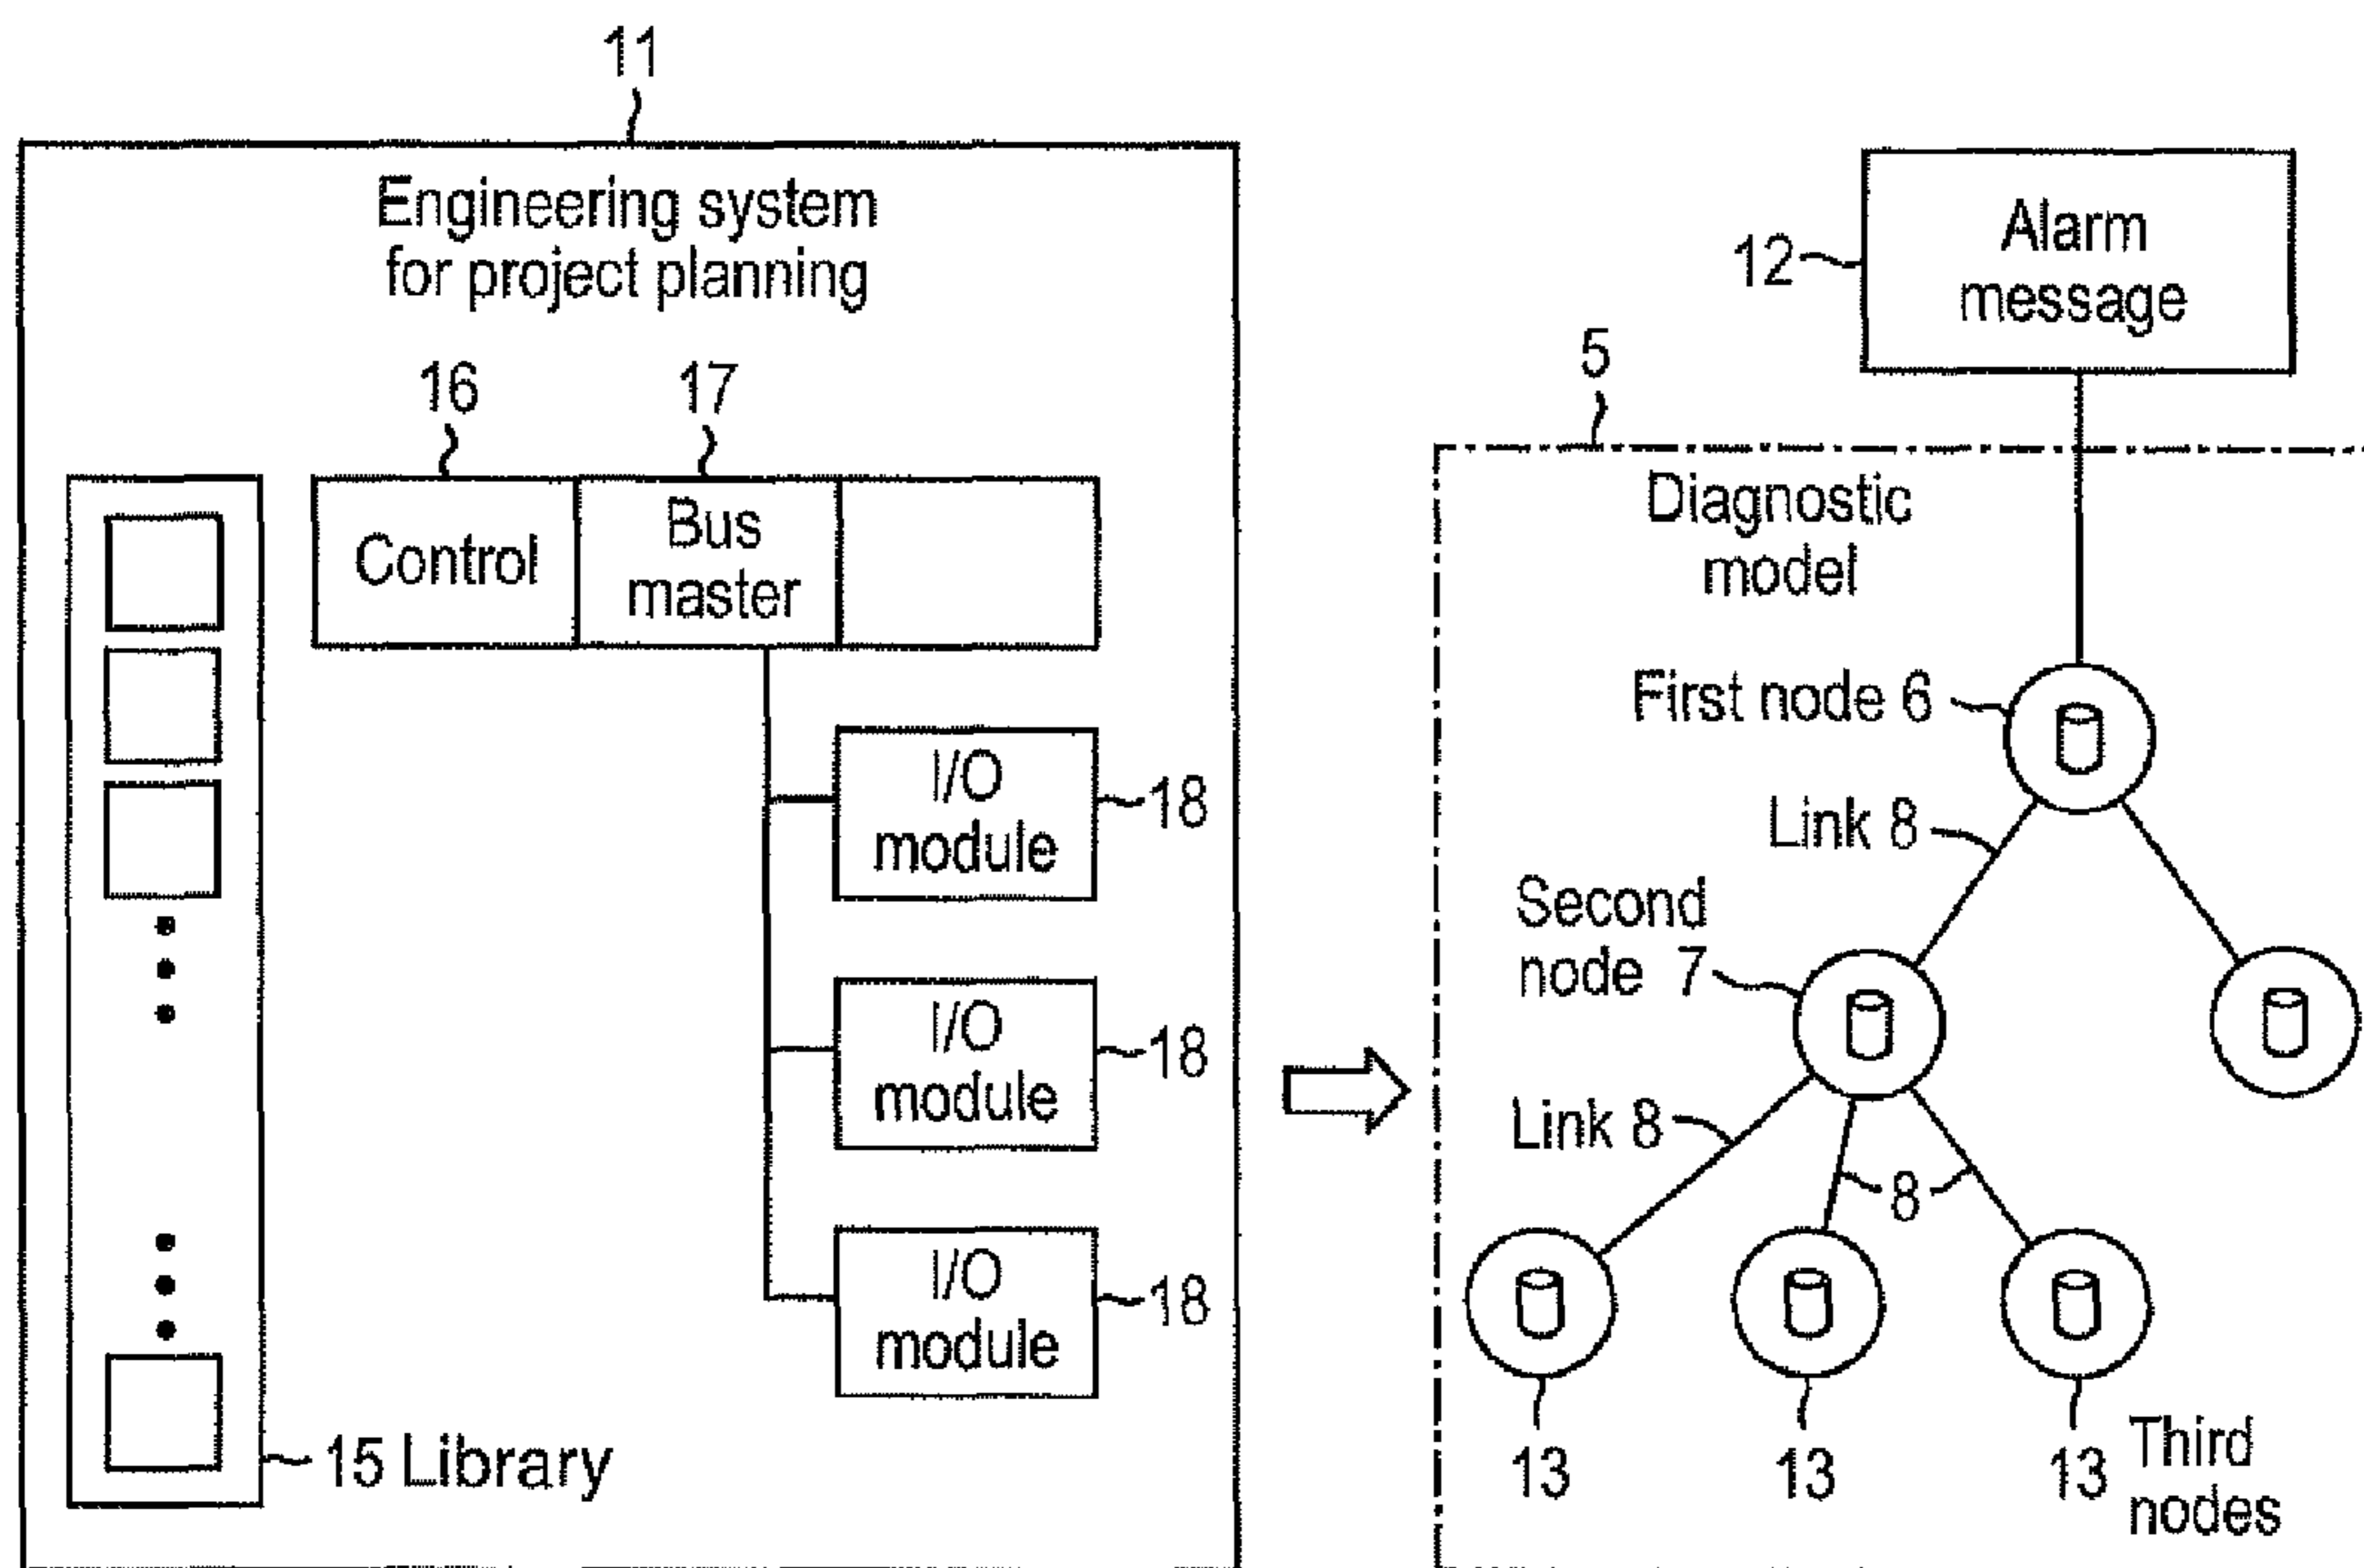 11
Engineering system
for project planning
16
17
Control
Bus
master
I/O
module
18
I/O
module
18
I/O
module
18
15 Library
12
Alarm
message
5
Diagnostic
model
First node 6
Link 8
Second
node 7
Link 8
8
13
13
13
Third
nodes